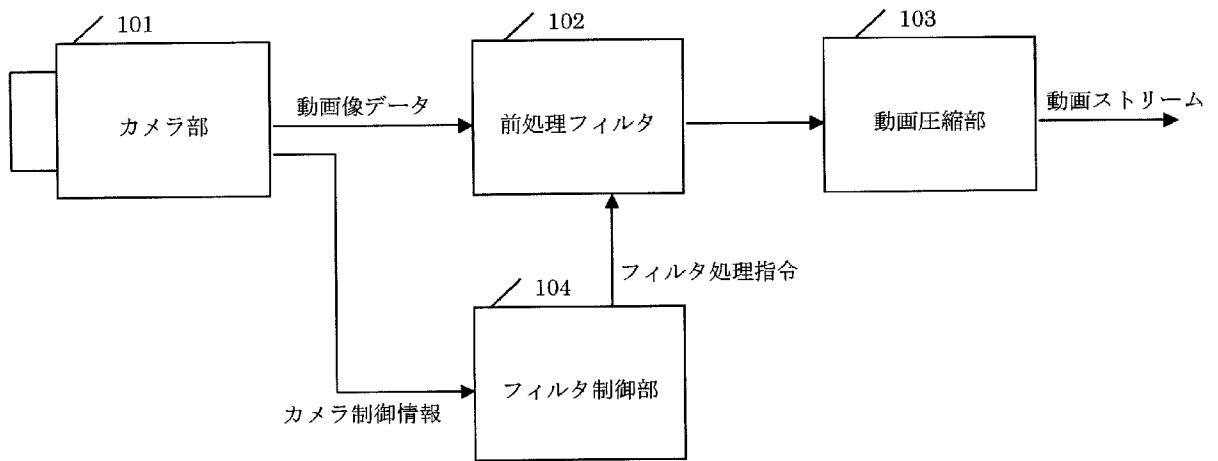 101
カメラ部
動画像データ
102
前処理フィルタ
103
動画圧縮部
動画ストリーム
フィルタ処理指令
104
フィルタ制御部
カメラ制御情報